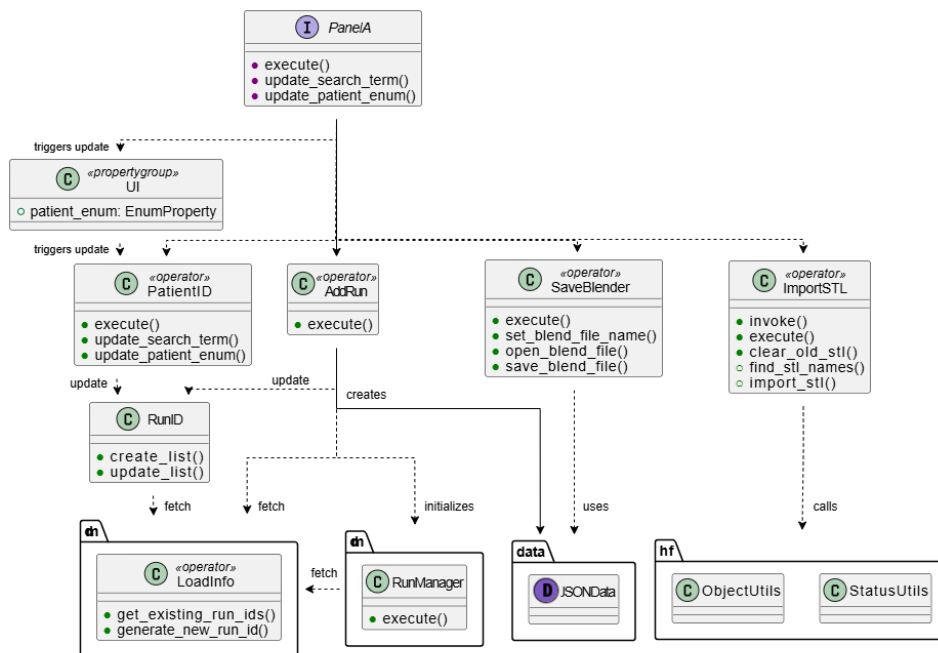 I PanelA
execute()
update_search_term()
update_patient_enum()
triggers update
C «propertygroup»
UI
patient_enum: EnumProperty
triggers update
C «operator»
PatientID
execute()
update_search_term()
update_patient_enum()
C «operator»
AddRun
execute()
C «operator»
SaveBlender
execute()
set_blend_file_name()
open_blend_file()
save_blend_file()
C «operator»
ImportSTL
invoke()
execute()
clear_old_stl()
find_stl_names()
import_stl()
update
update
creates
C RunID
create_list()
update_list()
fetch
fetch
initializes
uses
calls
C «operator»
LoadInfo
get_existing_run_ids()
generate_new_run_id()
fetch
C RunManager
execute()
data
D JSONData
hf
C ObjectUtils
C StatusUtils